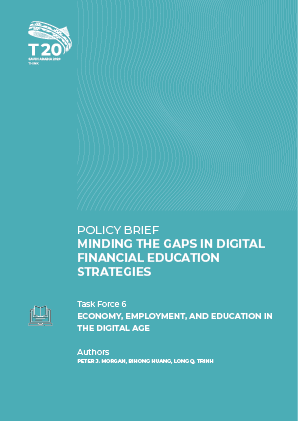 T20
SAUDI ARABIA 2020
THINK
POLICY BRIEF
MINDING THE GAPS IN DIGITAL
FINANCIAL EDUCATION
STRATEGIES
Task Force 6
ECONOMY, EMPLOYMENT, AND EDUCATION IN
THE DIGITAL AGE
Authors
PETER J. MORGAN, BIHONG HUANG, LONG Q. TRINH